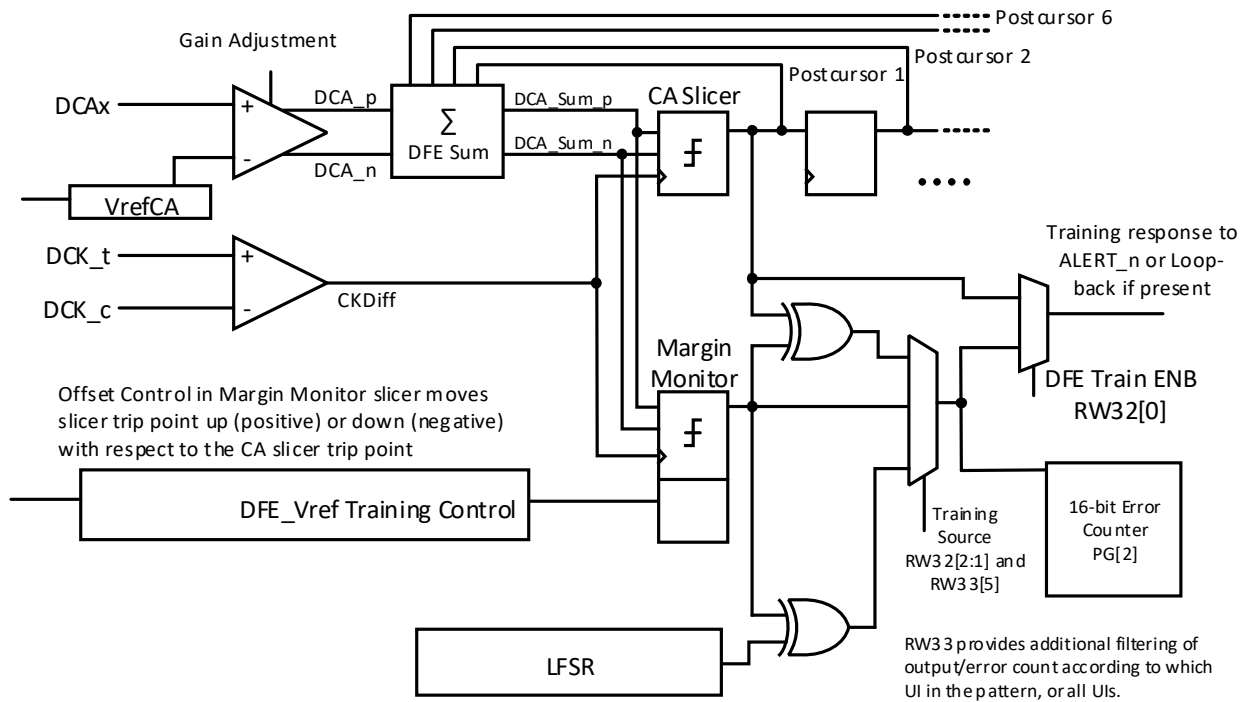 Postcursor 6
Gain Adjustment
Postcursor 2
Postcursor 1
DCAx
+
-
DCA_p
DCA_n
Σ
DFE Sum
DCA_Sum_p
DCA_Sum_n
CA Slicer
VrefCA
DCK_t
DCK_c
+
-
CKDiff
Training response to
ALERT_n or Loop-
back if present
Margin
Monitor
DFE Train ENB
RW32[0]
Offset Control in Margin Monitor slicer moves
slicer trip point up (positive) or down (negative)
with respect to the CA slicer trip point
DFE_Vref Training Control
Training
Source
RW32[2:1] and
RW33[5]
16-bit Error
Counter
PG[2]
LFSR
RW33 provides additional filtering of
output/error count according to which
UI in the pattern, or all UIs.